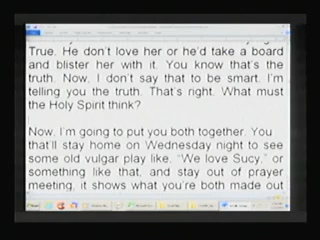 True. He don't love her or he'd take a board
and blister her with it. You know that's the
truth. Now, I don't say that to be smart. I'm
telling you the truth. That's right. What must
the Holy Spirit think?
Now, I'm going to put you both together. You
that'll stay home on Wednesday night to see
some old vulgar play like, "We love Sucy," or
something like that, and stay out of prayer
meeting, it shows what you're both made out